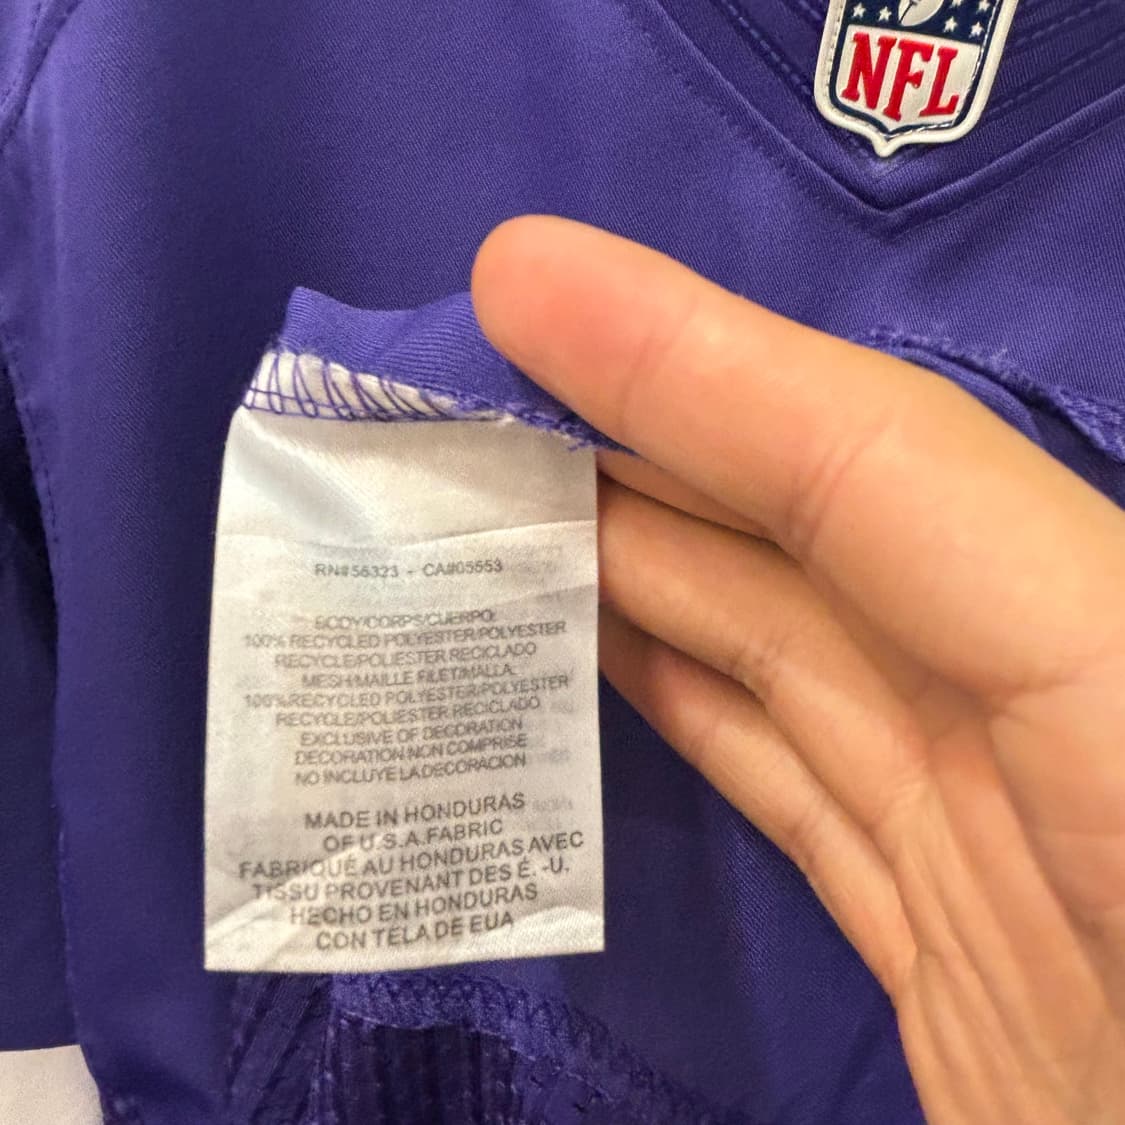 NFL
RN#56323 - CA#05553
BODY/CORPS/CUERPO:
100% RECYCLED POLYESTER/POLYESTER
RECYCLE/POLIESTER RECICLADO
MESH/MAILLE FILET/MALLA:
100% RECYCLED POLYESTER/POLYESTER
RECYCLE/POLIESTER RECICLADO
EXCLUSIVE OF DECORATION
DECORATION NON COMPRISE
NO INCLUYE LA DECORACION
MADE IN HONDURAS
OF U.S.A. FABRIC
FABRIQUÉ AU HONDURAS AVEC
TISSU PROVENANT DES É. -U.
HECHO EN HONDURAS
CON TELA DE EUA